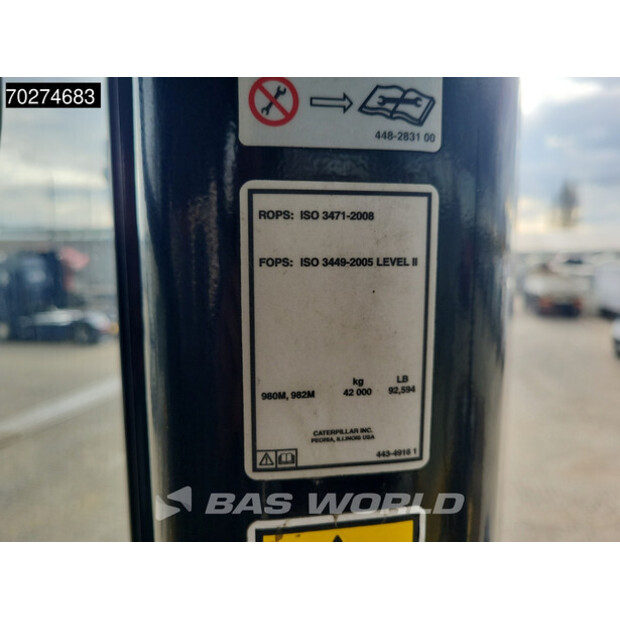 70274683
448-2831 00
ROPS: ISO 3471-2008
FOPS: ISO 3449-2005 LEVEL II
kg LB
980M, 982M 42 000 92,594
CATERPILLAR INC.
PEORIA, ILLINOIS USA
443-4916 1
BAS WORLD